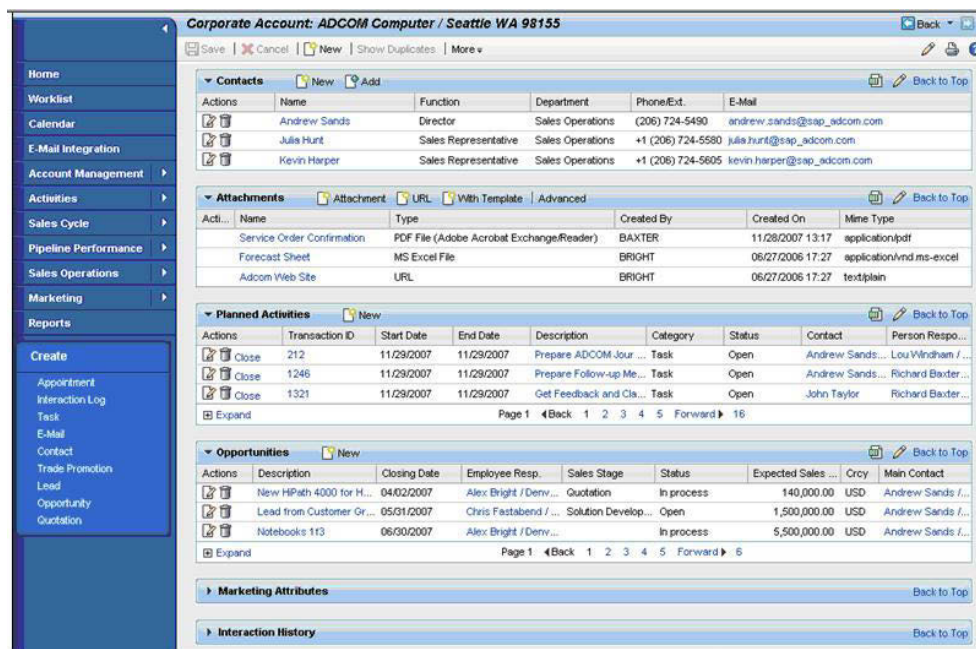 Corporate Account: ADCOM Computer / Seattle WA 98155
Back
Save | Cancel | New | Show Duplicates | More
Home
Worklist
Calendar
E-Mail Integration
Account Management
Activities
Sales Cycle
Pipeline Performance
Sales Operations
Marketing
Reports
Create
Appointment
Interaction Log
Task
E-Mail
Contact
Trade Promotion
Lead
Opportunity
Quotation
Contacts New Add Back to Top
Actions Name Function Department Phone/Ext. E-Mail
Andrew Sands Director Sales Operations (206) 724-5490 andrew.sands@sap_adcom.com
Julia Hunt Sales Representative Sales Operations +1 (206) 724-5580 julia.hunt@sap_adcom.com
Kevin Harper Sales Representative Sales Operations +1 (206) 724-5605 kevin.harper@sap_adcom.com
Attachments Attachment URL With Template | Advanced Back to Top
Acti... Name Type Created By Created On Mime Type
Service Order Confirmation PDF File (Adobe Acrobat Exchange/Reader) BAXTER 11/28/2007 13:17 application/pdf
Forecast Sheet MS Excel File BRIGHT 06/27/2006 17:27 application/vnd.ms-excel
Adcom Web Site URL BRIGHT 06/27/2006 17:27 text/plain
Planned Activities New Back to Top
Actions Transaction ID Start Date End Date Description Category Status Contact Person Respo...
Close 212 11/29/2007 11/29/2007 Prepare ADCOM Jour ... Task Open Andrew Sands... Lou Windham / ...
Close 1246 11/29/2007 11/29/2007 Prepare Follow-up Me... Task Open Andrew Sands... Richard Baxter...
Close 1321 11/29/2007 11/29/2007 Get Feedback and Cla... Task Open John Taylor Richard Baxter...
Expand Page 1 Back 1 2 3 4 5 Forward 16
Opportunities New Back to Top
Actions Description Closing Date Employee Resp. Sales Stage Status Expected Sales ... Crcy Main Contact
New HiPath 4000 for H... 04/02/2007 Alex Bright / Denv... Quotation In process 140,000.00 USD Andrew Sands /...
Lead from Customer Gr... 05/31/2007 Chris Fastabend / ... Solution Develop... Open 1,500,000.00 USD Andrew Sands /...
Notebooks 1t3 06/30/2007 Alex Bright / Denv... In process 5,500,000.00 USD Andrew Sands /...
Expand Page 1 Back 1 2 3 4 5 Forward 6
Marketing Attributes Back to Top
Interaction History Back to Top